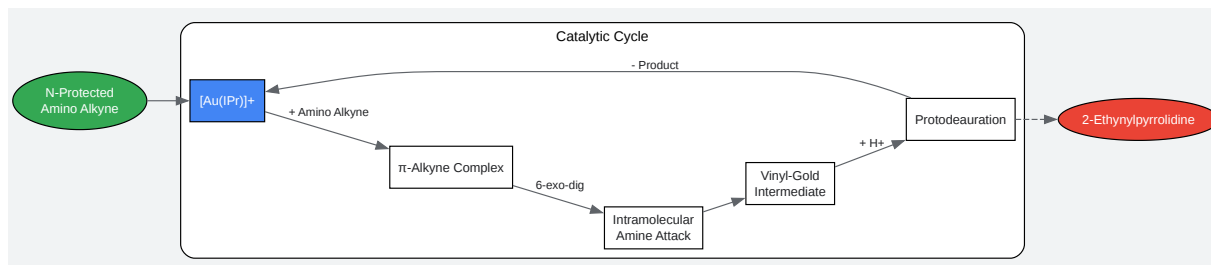 Catalytic Cycle
- Product
N-Protected
Amino Alkyne
[Au(IPr)]+
+ Amino Alkyne
π-Alkyne Complex
6-exo-dig
Intramolecular
Amine Attack
Vinyl-Gold
Intermediate
+ H+
Protodeauration
2-Ethynylpyrrolidine